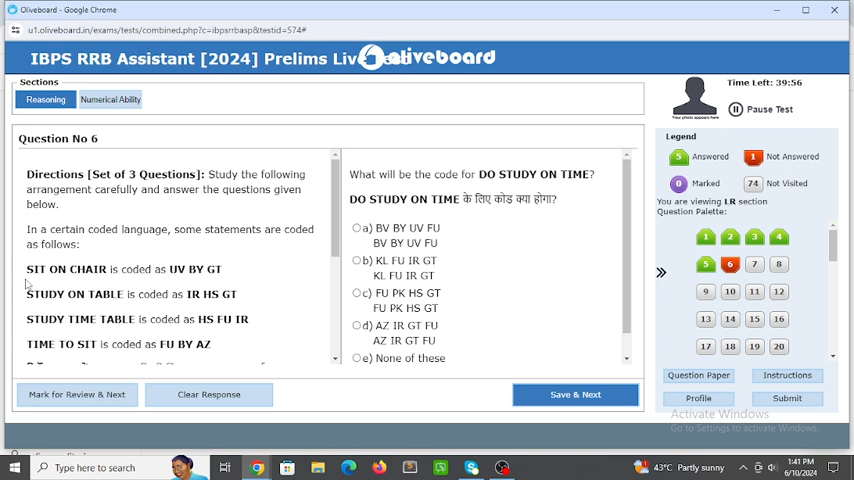 Oliveboard - Google Chrome
u1.oliveboard.in/exams/tests/combined.php?c=ibpsrrbasp&testid=574#
IBPS RRB Assistant [2024] Prelims Live
oliveboard
Sections
Reasoning
Numerical Ability
Your photo appears here
Time Left: 39:56
Pause Test
Question No 6
Directions [Set of 3 Questions]: Study the following
arrangement carefully and answer the questions given
below.
In a certain coded language, some statements are coded
as follows:
SIT ON CHAIR is coded as UV BY GT
STUDY ON TABLE is coded as IR HS GT
STUDY TIME TABLE is coded as HS FU IR
TIME TO SIT is coded as FU BY AZ
What will be the code for DO STUDY ON TIME?
DO STUDY ON TIME के लिए कोड क्या होगा?
a) BV BY UV FU
BV BY UV FU
b) KL FU IR GT
KL FU IR GT
c) FU PK HS GT
FU PK HS GT
d) AZ IR GT FU
AZ IR GT FU
e) None of these
Legend
5 Answered
1 Not Answered
0 Marked
74 Not Visited
You are viewing LR section
Question Palette:
1 2 3 4
5 6 7 8
9 10 11 12
13 14 15 16
17 18 19 20
Mark for Review & Next
Clear Response
Save & Next
Question Paper
Instructions
Profile
Submit
Activate Windows
Go to Settings to activate Windows.
Type here to search
43°C Partly sunny
1:41 PM
6/10/2024